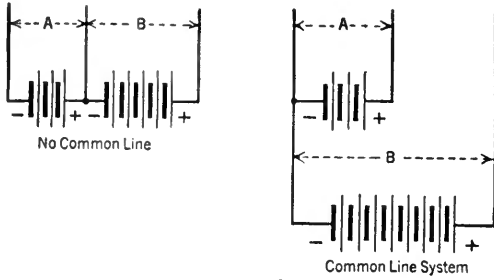 A B
- + - +
No Common Line
A
- +
B
- +
Common Line System